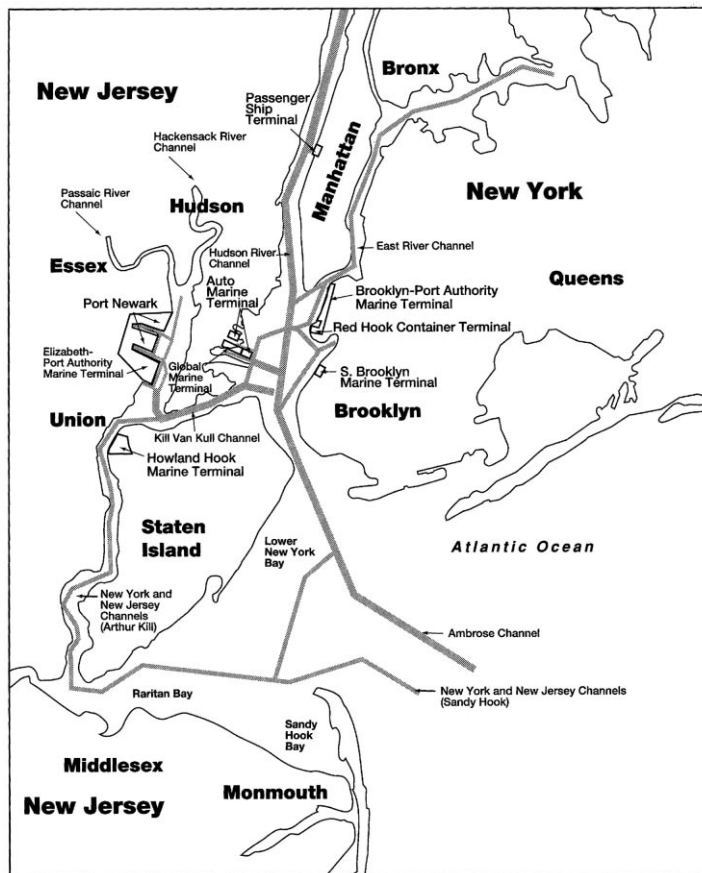 Bronx
New Jersey
Passenger
Ship
Terminal
Hackensack River
Channel
Manhattan
Passaic River
Channel
Hudson
New York
Hudson River
Channel
East River Channel
Essex
Queens
Auto
Marine
Terminal
Brooklyn-Port Authority
Marine Terminal
Port Newark
Red Hook Container Terminal
Elizabeth-
Port Authority
Marine Terminal
Global
Marine
Terminal
S. Brooklyn
Marine Terminal
Union
Brooklyn
Kill Van Kull Channel
Howland Hook
Marine Terminal
Staten
Island
Lower
New York
Bay
Atlantic Ocean
New York and
New Jersey
Channels
(Arthur Kill)
Ambrose Channel
Raritan Bay
New York and New Jersey Channels
(Sandy Hook)
Sandy
Hook
Bay
Middlesex
Monmouth
New Jersey